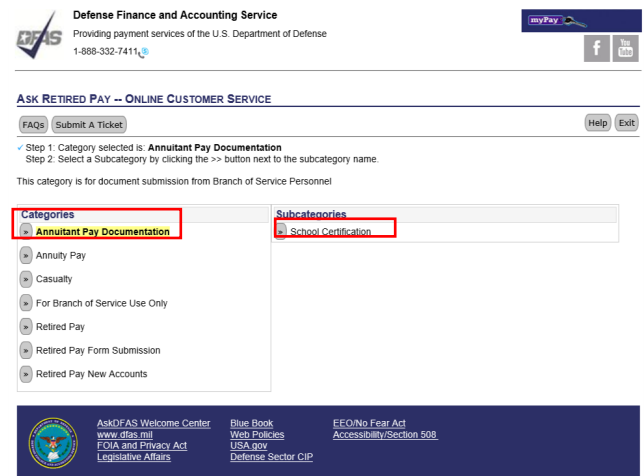 DFAS
Defense Finance and Accounting Service
Providing payment services of the U.S. Department of Defense
1-888-332-7411
myPay
f
You Tube
ASK RETIRED PAY -- ONLINE CUSTOMER SERVICE
FAQs Submit A Ticket Help Exit
✓ Step 1: Category selected is: Annuitant Pay Documentation
Step 2: Select a Subcategory by clicking the >> button next to the subcategory name.
This category is for document submission from Branch of Service Personnel
Categories
» Annuitant Pay Documentation
» Annuity Pay
» Casualty
» For Branch of Service Use Only
» Retired Pay
» Retired Pay Form Submission
» Retired Pay New Accounts
Subcategories
» School Certification
AskDFAS Welcome Center
www.dfas.mil
FOIA and Privacy Act
Legislative Affairs
Blue Book
Web Policies
USA.gov
Defense Sector CIP
EEO/No Fear Act
Accessibility/Section 508